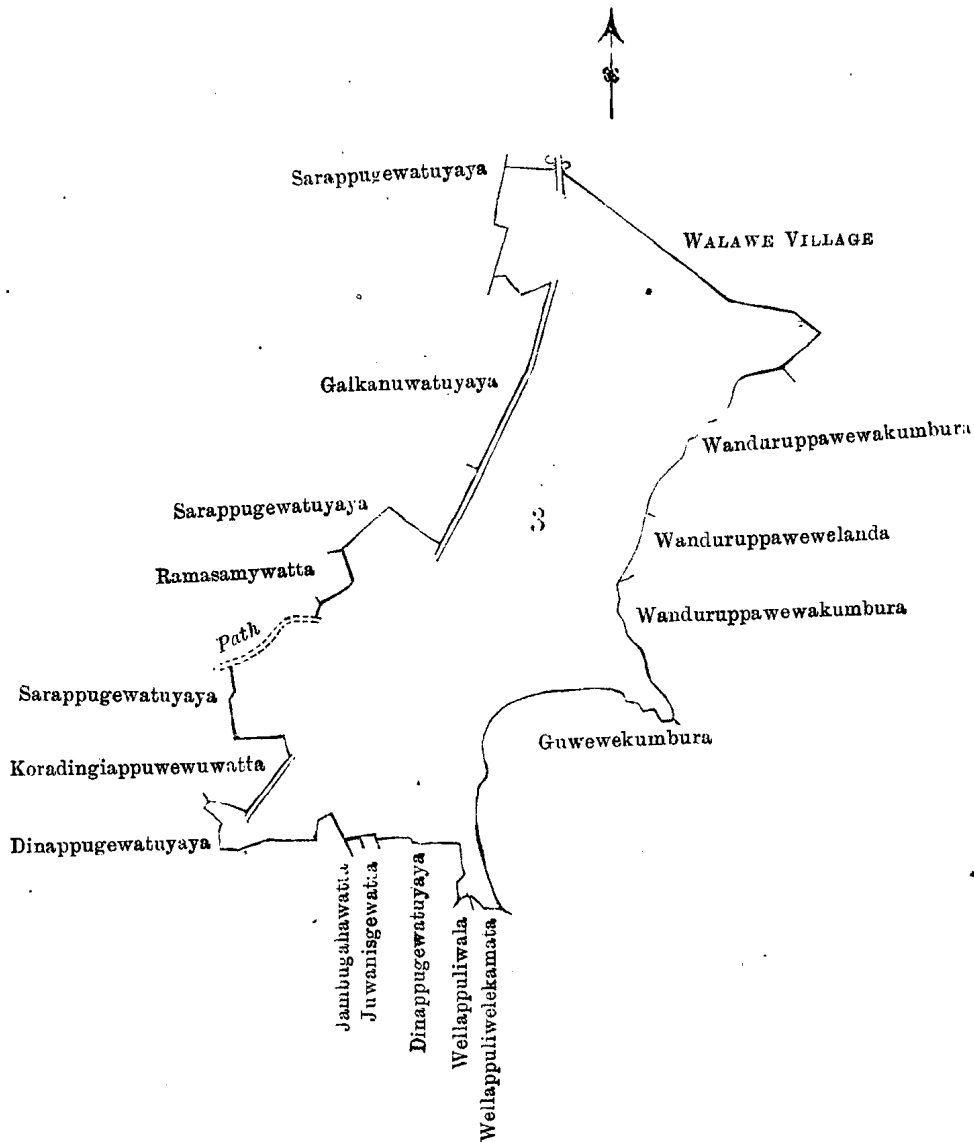 Sarappugewatuyaya
WALAWE VILLAGE
Galkanuwatuyaya
Wanduruppawewakumbura
Sarappugewatuyaya
3
Wanduruppawewelanda
Ramasamywatta
Wanduruppawewakumbura
Path
Sarappugewatuyaya
Guwewekumbura
Koradingiappuwewuwatta
Dinappugewatuyaya
Jambugahawatta
Juwanisgewatta
Dinappugewatuyaya
Wellappuliwala
Wellappuliwelekamata